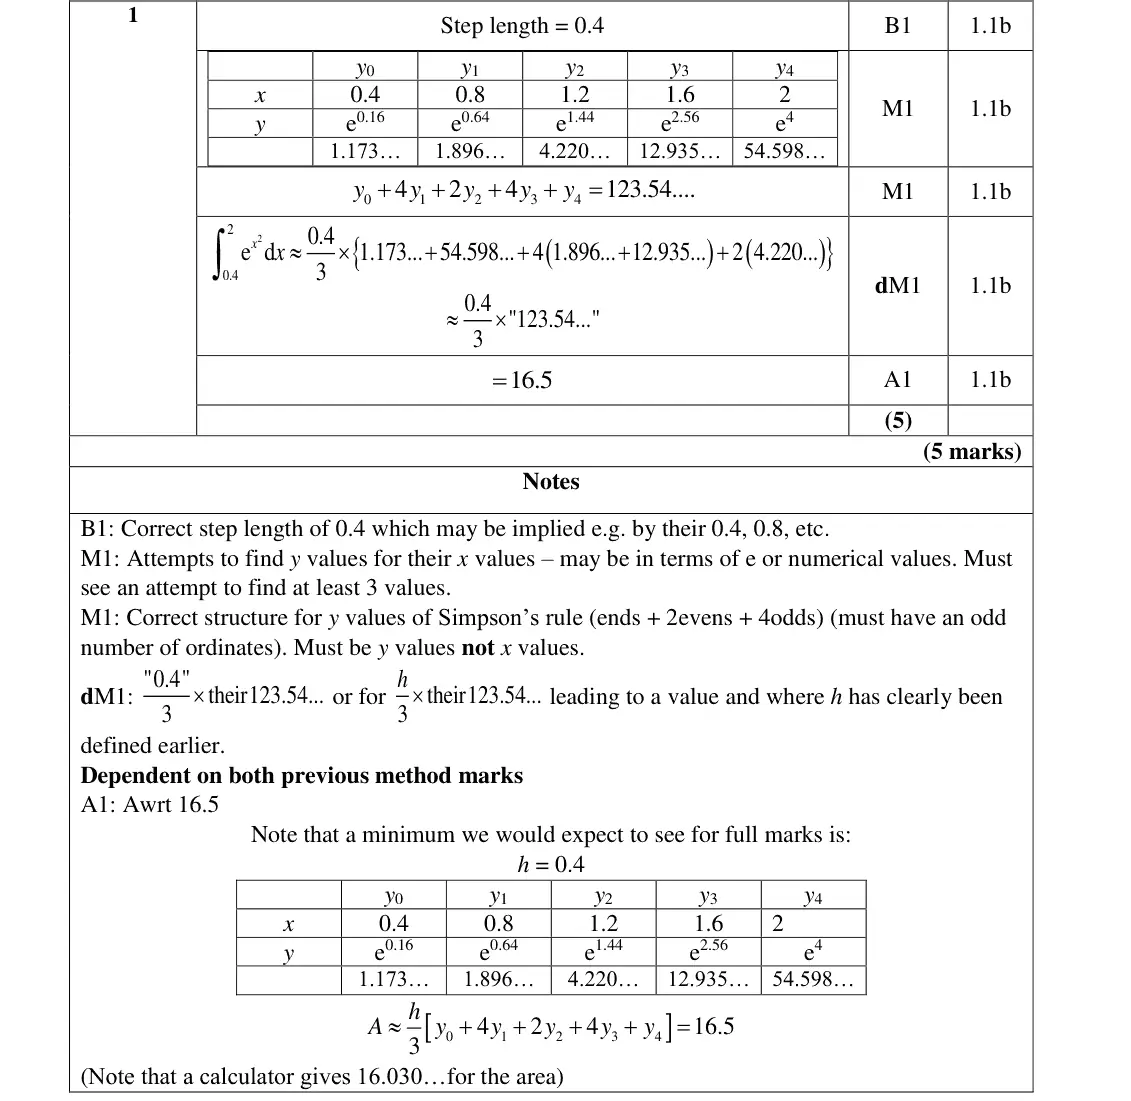 1 Step length = 0.4 B1 1.1b
y₀ y₁ y₂ y₃ y₄
x 0.4 0.8 1.2 1.6 2
y e^0.16 e^0.64 e^1.44 e^2.56 e^4
1.173… 1.896… 4.220… 12.935… 54.598…
M1 1.1b
y₀ + 4y₁ + 2y₂ + 4y₃ + y₄ = 123.54.... M1 1.1b
∫_{0.4}^{2} e^{x²} dx ≈ 0.4/3 × {1.173...+54.598...+4(1.896...+12.935...)+2(4.220...)}
≈ 0.4/3 × "123.54..."
dM1 1.1b
= 16.5 A1 1.1b
(5)
(5 marks)
Notes
B1: Correct step length of 0.4 which may be implied e.g. by their 0.4, 0.8, etc.
M1: Attempts to find y values for their x values – may be in terms of e or numerical values. Must
see an attempt to find at least 3 values.
M1: Correct structure for y values of Simpson’s rule (ends + 2evens + 4odds) (must have an odd
number of ordinates). Must be y values not x values.
dM1: "0.4"/3 × their123.54... or for h/3 × their123.54... leading to a value and where h has clearly been
defined earlier.
Dependent on both previous method marks
A1: Awrt 16.5
Note that a minimum we would expect to see for full marks is:
h = 0.4
y₀ y₁ y₂ y₃ y₄
x 0.4 0.8 1.2 1.6 2
y e^0.16 e^0.64 e^1.44 e^2.56 e^4
1.173… 1.896… 4.220… 12.935… 54.598…
A ≈ h/3 [y₀ + 4y₁ + 2y₂ + 4y₃ + y₄] = 16.5
(Note that a calculator gives 16.030…for the area)